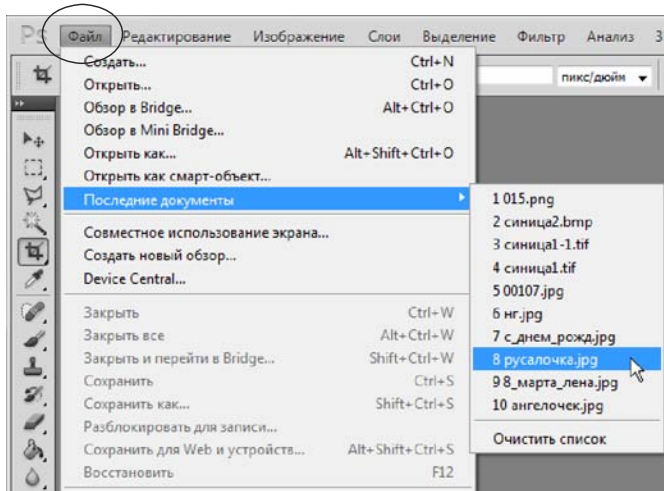 Ps Файл Редактирование Изображение Слои Выделение Фильтр Анализ 3
пикс/дюйм
Создать... Ctrl+N
Открыть... Ctrl+O
Обзор в Bridge... Alt+Ctrl+O
Обзор в Mini Bridge...
Открыть как... Alt+Shift+Ctrl+O
Открыть как смарт-объект...
Последние документы
1 015.png
2 синица2.bmp
3 синица1-1.tif
4 синица1.tif
5 00107.jpg
6 нг.jpg
7 с_днем_рожд.jpg
8 русалочка.jpg
9 8_марта_лена.jpg
10 ангелочек.jpg
Очистить список
Совместное использование экрана...
Создать новый обзор...
Device Central...
Закрыть Ctrl+W
Закрыть все Alt+Ctrl+W
Закрыть и перейти в Bridge... Shift+Ctrl+W
Сохранить Ctrl+S
Сохранить как... Shift+Ctrl+S
Разблокировать для записи...
Сохранить для Web и устройств... Alt+Shift+Ctrl+S
Восстановить F12